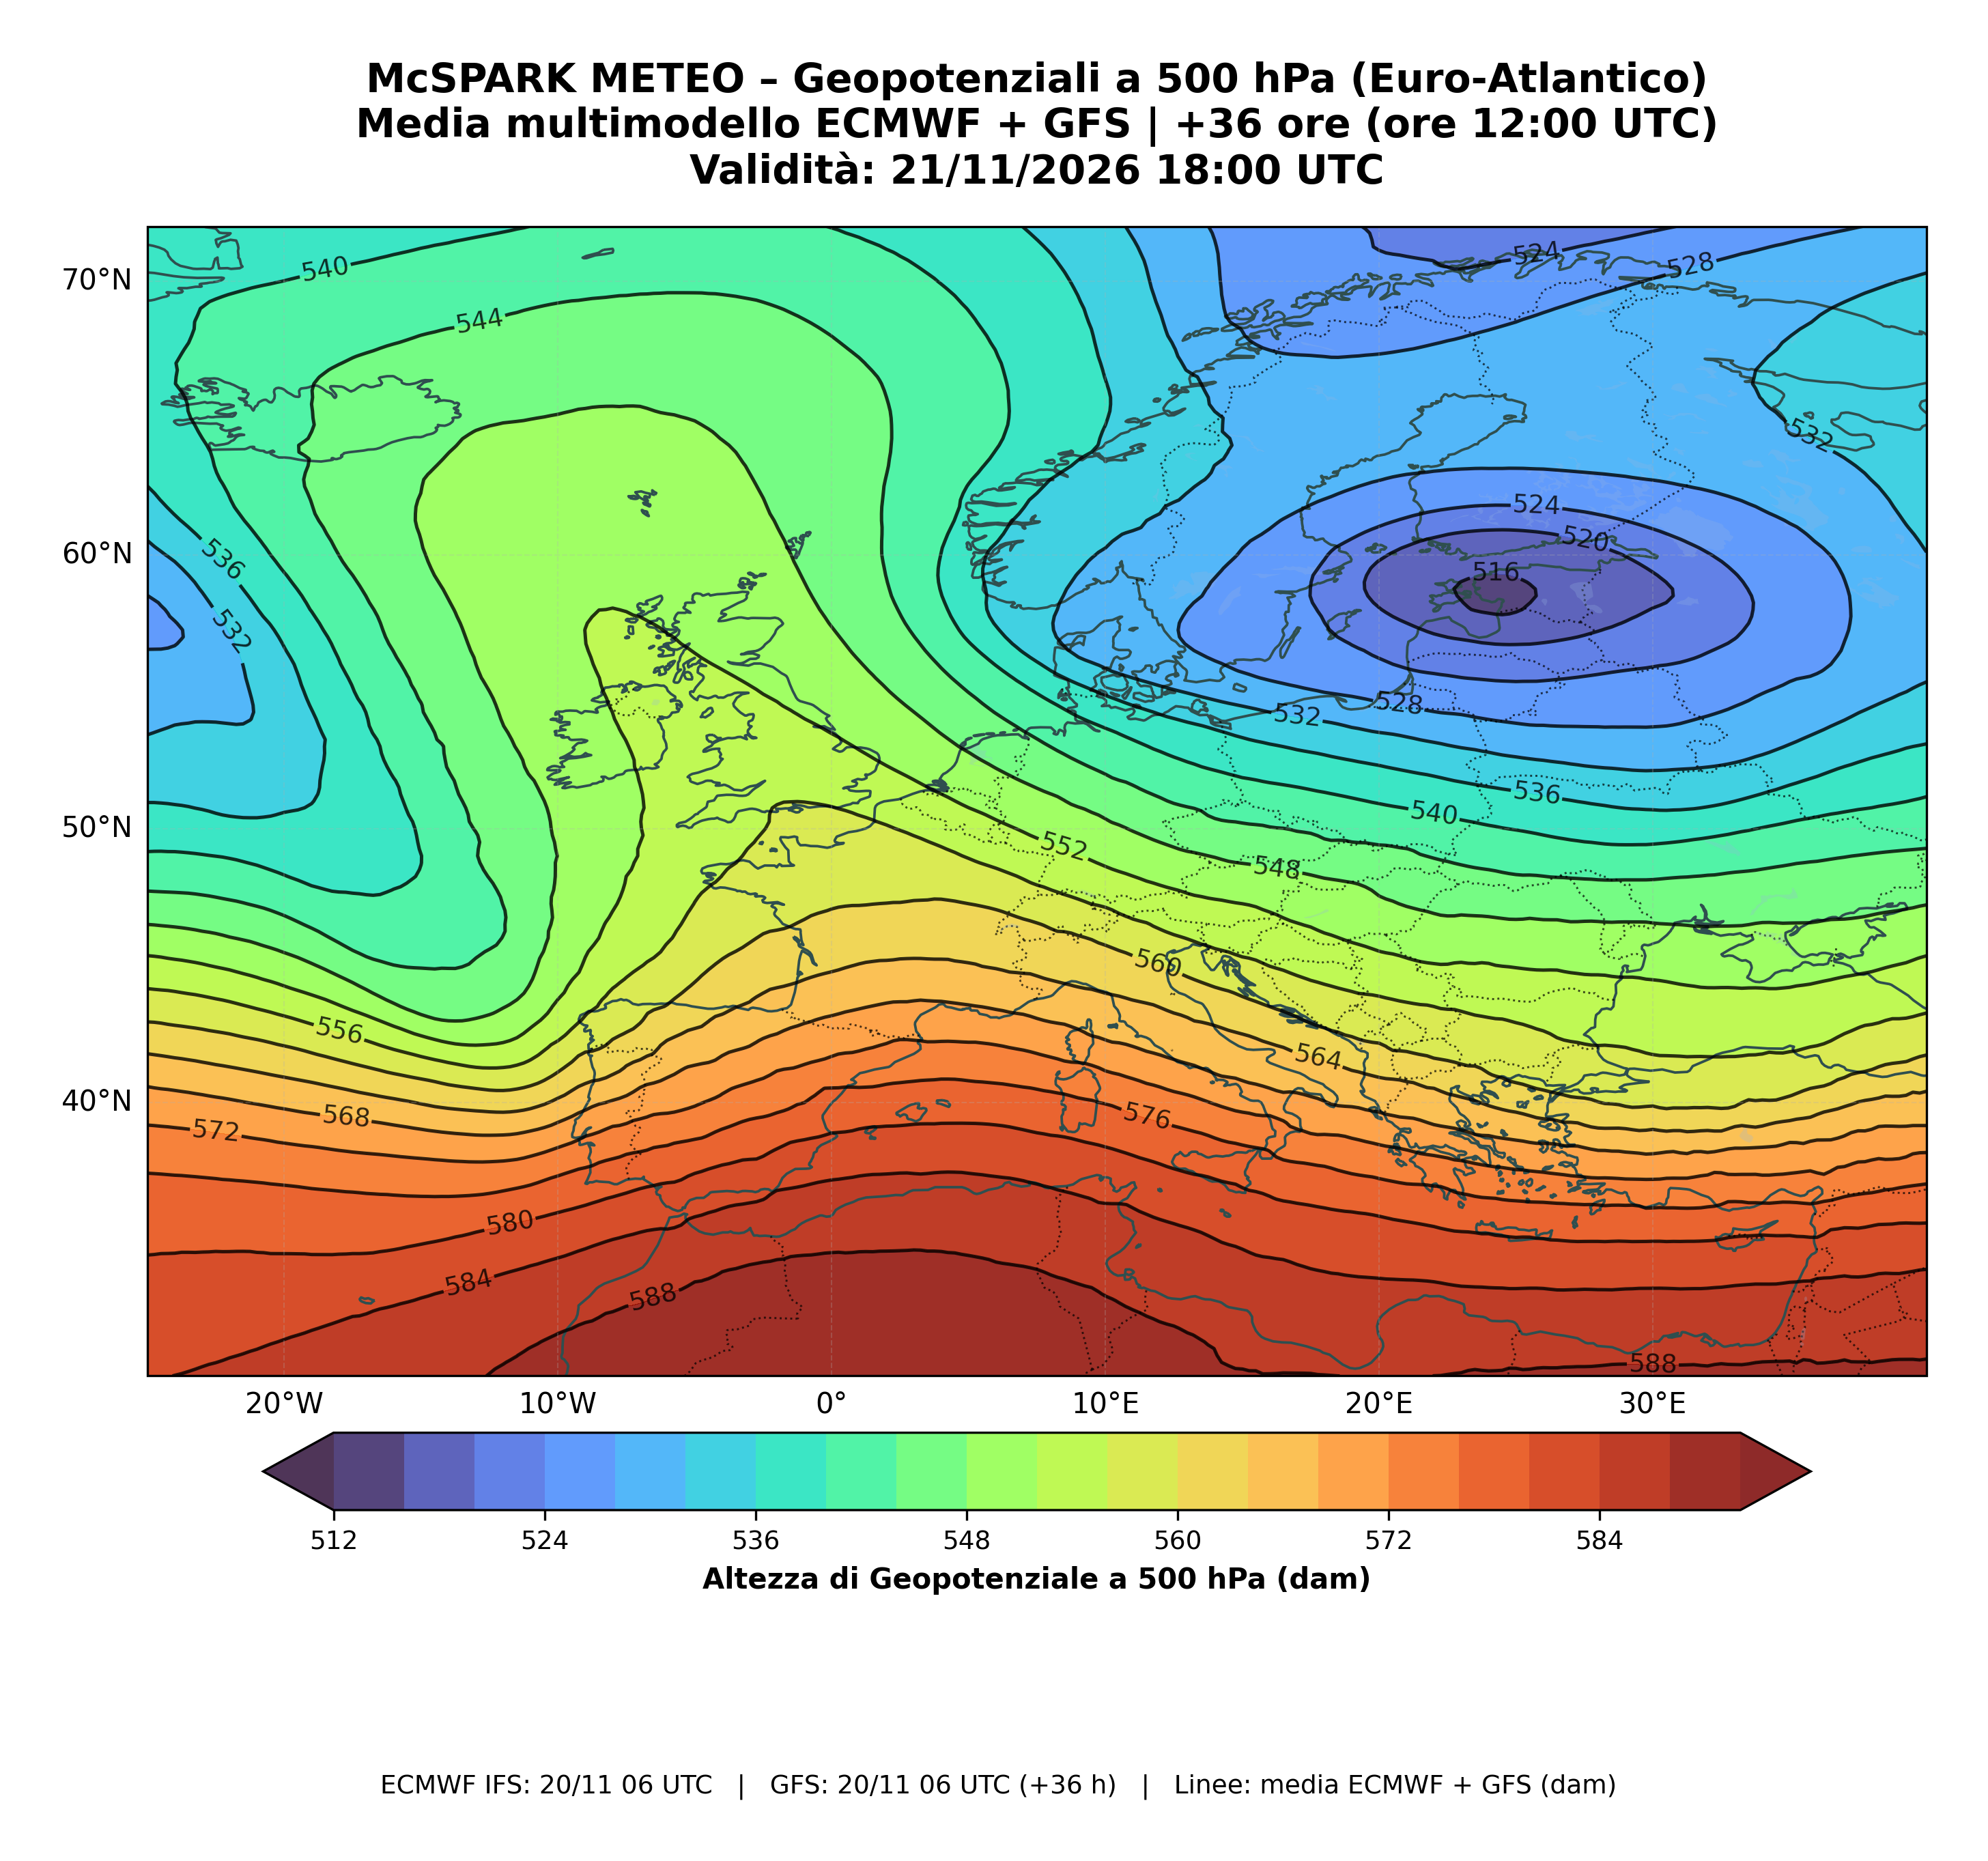 McSPARK METEO – Geopotenziali a 500 hPa (Euro-Atlantico)
Media multimodello ECMWF + GFS | +36 ore (ore 12:00 UTC)
Validità: 21/11/2026 18:00 UTC
70°N
60°N
50°N
40°N
540
544
524
528
536
532
532
524
520
516
532
528
536
540
552
548
556
560
564
568
572
576
580
584
588
588
20°W
10°W
0°
10°E
20°E
30°E
512
524
536
548
560
572
584
Altezza di Geopotenziale a 500 hPa (dam)
ECMWF IFS: 20/11 06 UTC | GFS: 20/11 06 UTC (+36 h) | Linee: media ECMWF + GFS (dam)